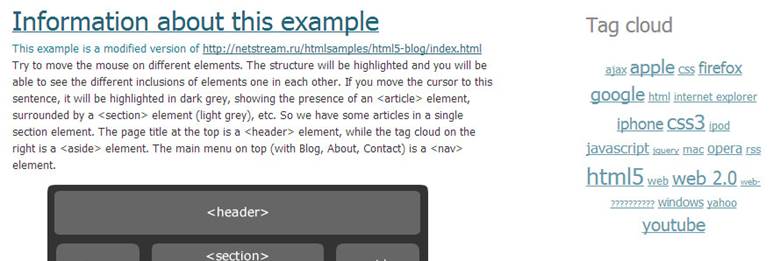 Information about this example
This example is a modified version of http://netstream.ru/htmlsamples/html5-blog/index.html
Try to move the mouse on different elements. The structure will be highlighted and you will be
able to see the different inclusions of elements one in each other. If you move the cursor to this
sentence, it will be highlighted in dark grey, showing the presence of an <article> element,
surrounded by a <section> element (light grey), etc. So we have some articles in a single
section element. The page title at the top is a <header> element, while the tag cloud on the
right is a <aside> element. The main menu on top (with Blog, About, Contact) is a <nav>
element.
<header>
<section>
Tag cloud
ajax apple css firefox
google html internet explorer
iphone css3 ipod
javascript jquery mac opera rss
html5 web web 2.0 web-
?????????? windows yahoo
youtube